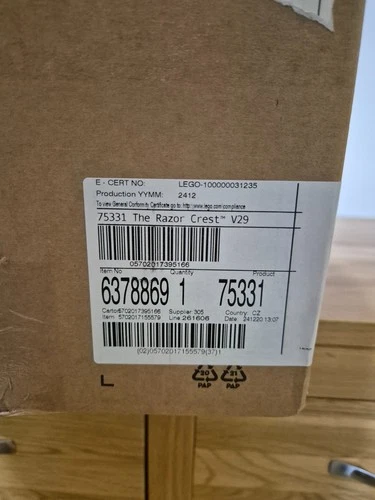 E - CERT NO: LEGO-100000031235
Production YYMM: 2412
To view General Conformity Certificate go to: http://www.lego.com/compliance
75331 The Razor Crest™ V29
05702017395166
Item No Quantity Product
6378869 1 75331
Carton: 5702017395166 Supplier: 305 Country: CZ
Item: 5702017155579 Line 261606 Date: 241220 13:07
(02)05702017155579(37)1
L
20 21
PAP PAP